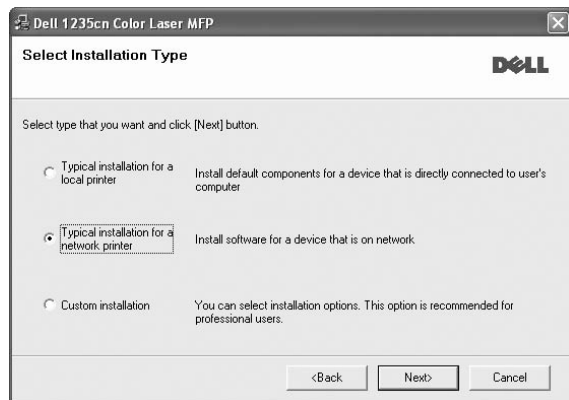 Dell 1235cn Color Laser MFP
Select Installation Type
DELL
Select type that you want and click [Next] button.
Typical installation for a
local printer
Install default components for a device that is directly connected to user's
computer
Typical installation for a
network printer
Install software for a device that is on network
Custom installation
You can select installation options. This option is recommended for
professional users.
<Back
Next>
Cancel